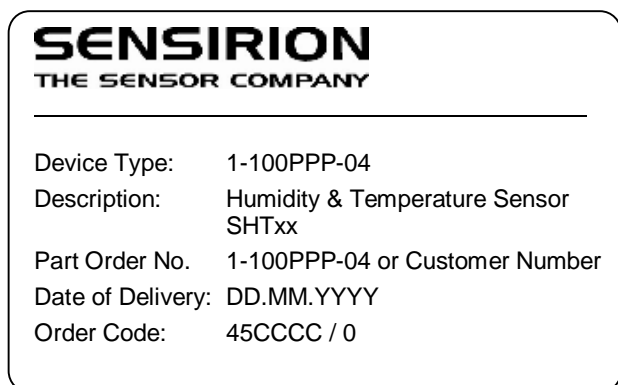 SENSIRION
THE SENSOR COMPANY
Device Type: 1-100PPP-04
Description: Humidity & Temperature Sensor
SHTxx
Part Order No. 1-100PPP-04 or Customer Number
Date of Delivery: DD.MM.YYYY
Order Code: 45CCCC / 0